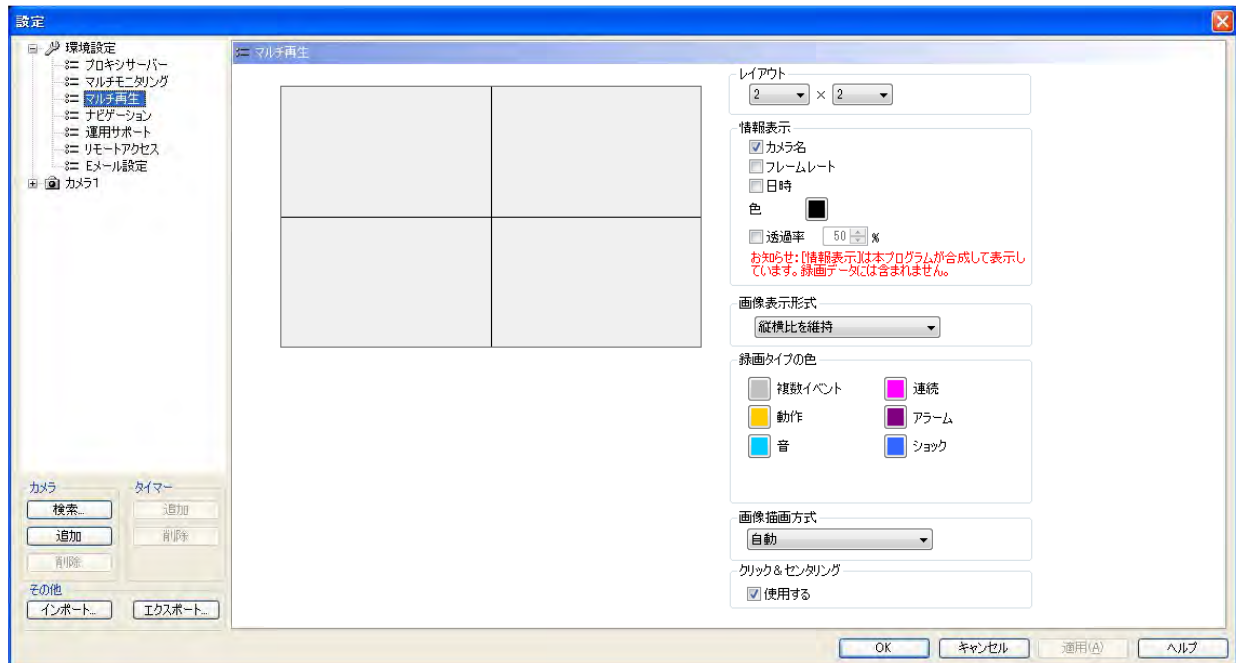 設定
環境設定
プロキシサーバー
マルチモニタリング
マルチ再生
ナビゲーション
運用サポート
リモートアクセス
Eメール設定
カメラ1
カメラ
検索...
追加
削除
タイマー
追加
削除
その他
インポート...
エクスポート...
マルチ再生
レイアウト
2 × 2
情報表示
カメラ名
フレームレート
日時
色
透過率 50 %
お知らせ：[情報表示]は本プログラムが合成して表示し
ています。録画データには含まれません。
画像表示形式
縦横比を維持
録画タイプの色
複数イベント 連続
動作 アラーム
音 ショック
画像描画方式
自動
クリック＆センタリング
使用する
OK キャンセル 適用(A) ヘルプ